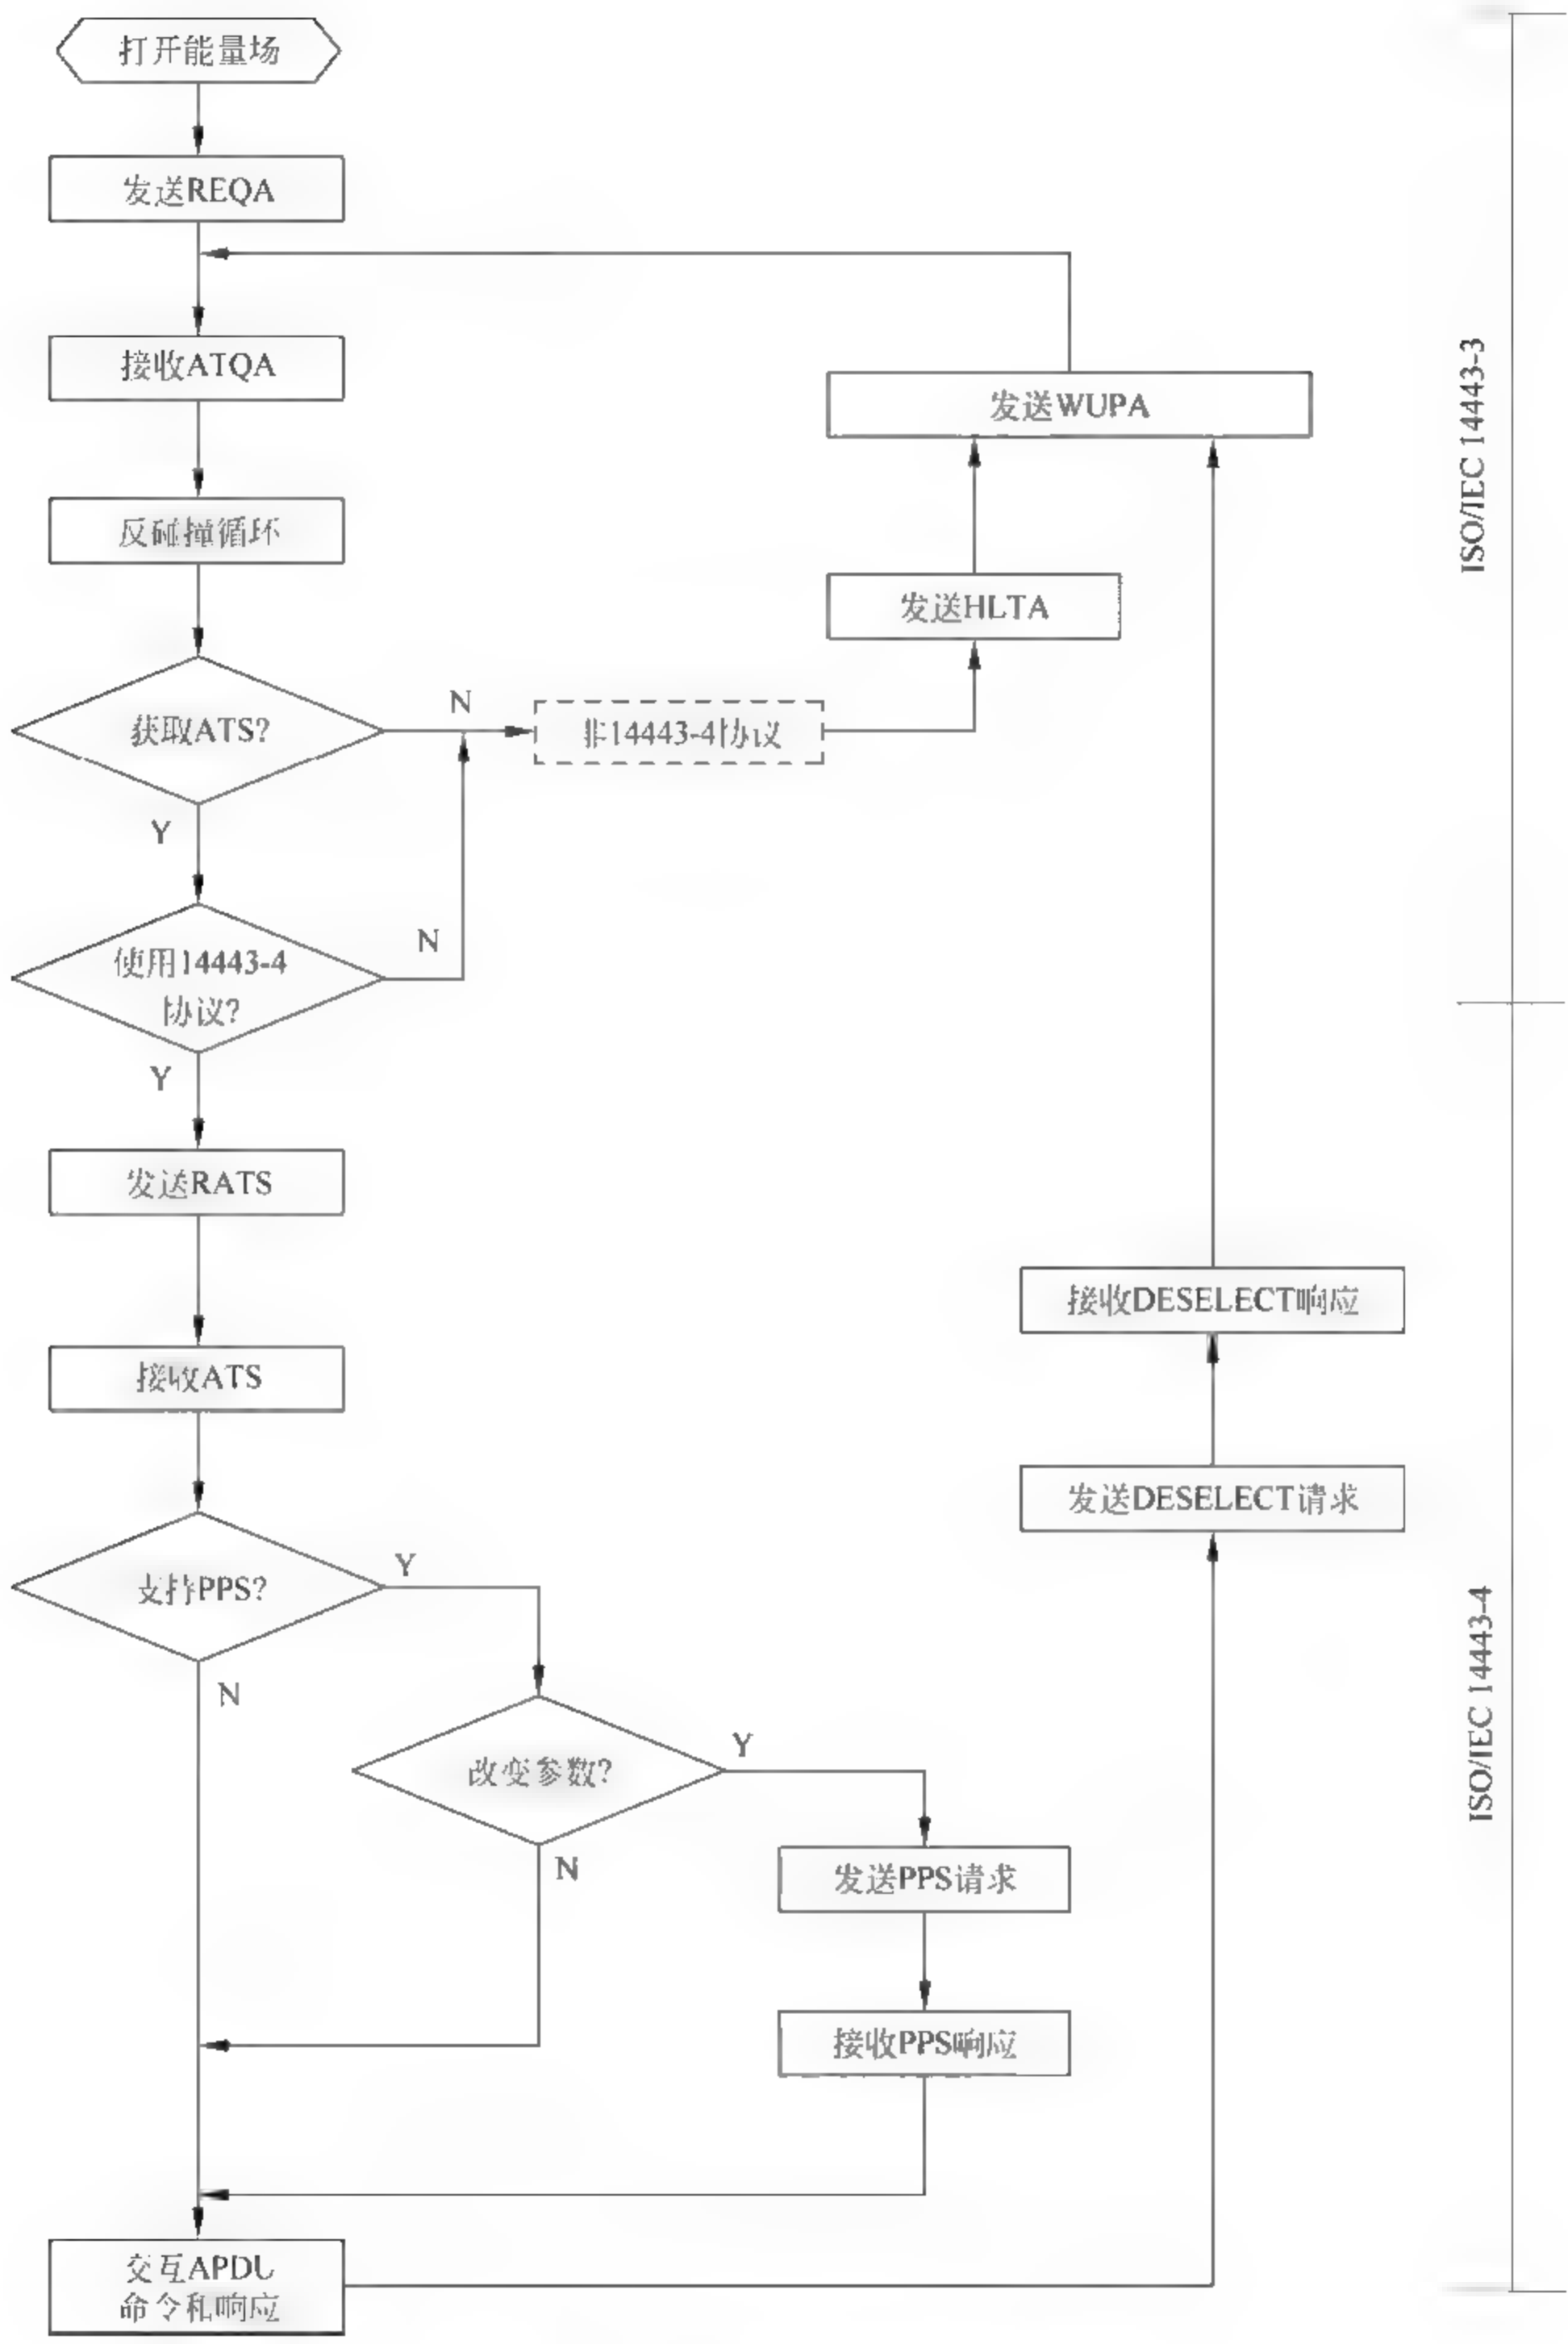 打开能量场
发送REQA
接收ATQA
发送WUPA
反碰撞循环
发送HLTA
获取ATS?
N
非14443-4协议
Y
使用14443-4
协议?
N
Y
发送RATS
接收DESELECT响应
接收ATS
发送DESELECT请求
支持PPS?
Y
N
改变参数?
Y
N
发送PPS请求
接收PPS响应
交互APDU
命令和响应
ISO/IEC 14443-3
ISO/IEC 14443-4